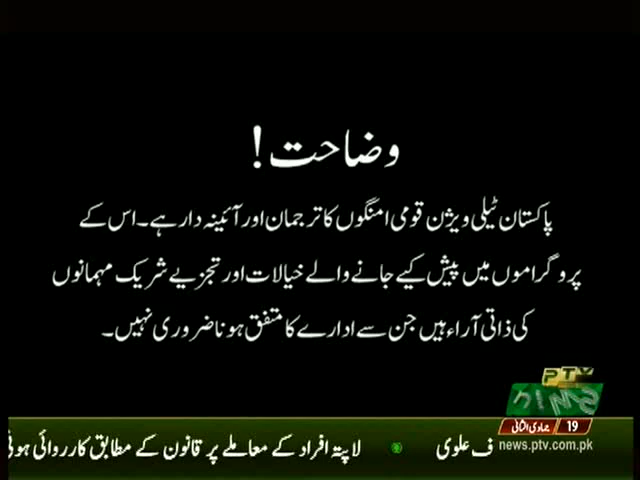 وضاحت!
پاکستان ٹیلی ویژن قومی امنگوں کا ترجمان اور آئینہ دار ہے۔ اس کے
پروگراموں میں پیش کیے جانے والے خیالات اور تجزیے شریک مہمانوں
کی ذاتی آراء ہیں جن سے ادارے کا متفق ہونا ضروری نہیں۔
PTV
19 جمادی الثانی
news.ptv.com.pk
ف علوی
لاپتہ افراد کے معاملے پر قانون کے مطابق کارروائی ہونی